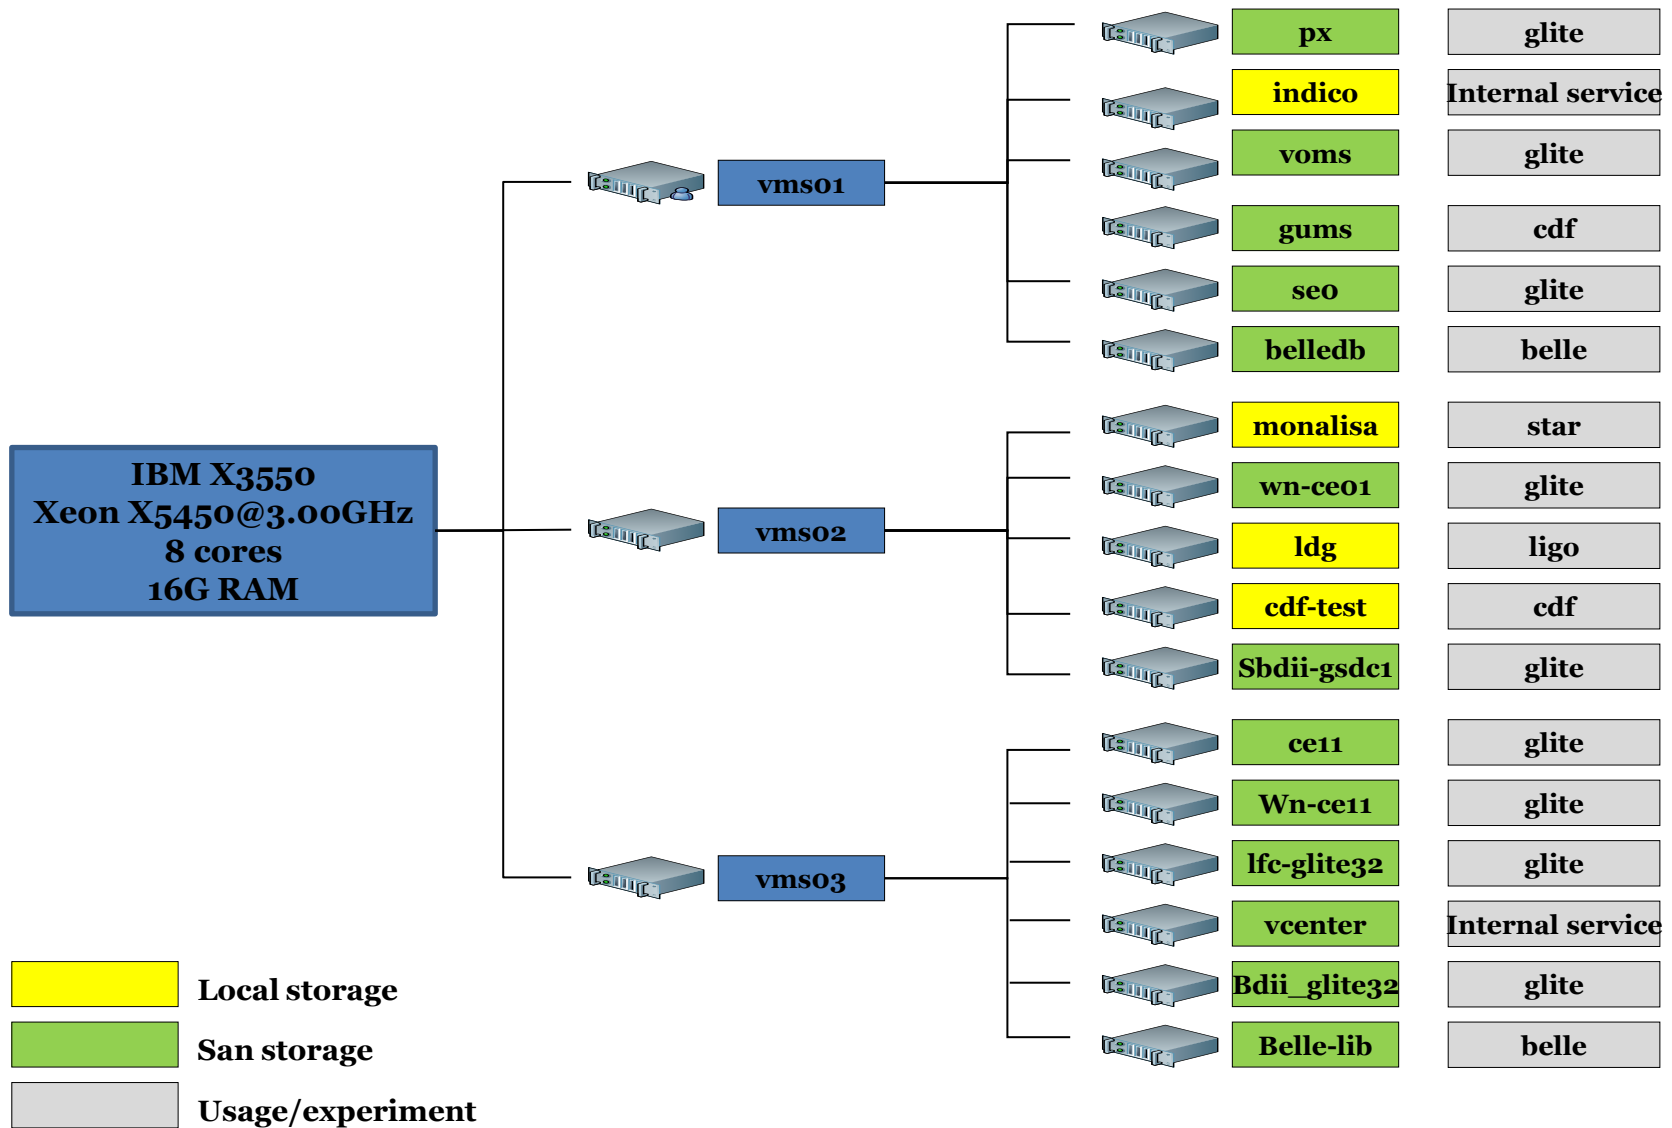 px
glite
indico
Internal service
voms
glite
vms01
gums
cdf
se0
glite
belledb
belle
monalisa
star
IBM X3550
Xeon X5450@3.00GHz
8 cores
16G RAM
wn-ce01
glite
vms02
ldg
ligo
cdf-test
cdf
Sbdii-gsdc1
glite
ce11
glite
Wn-ce11
glite
lfc-glite32
glite
vms03
vcenter
Internal service
Bdii_glite32
glite
Belle-lib
belle
Local storage
San storage
Usage/experiment